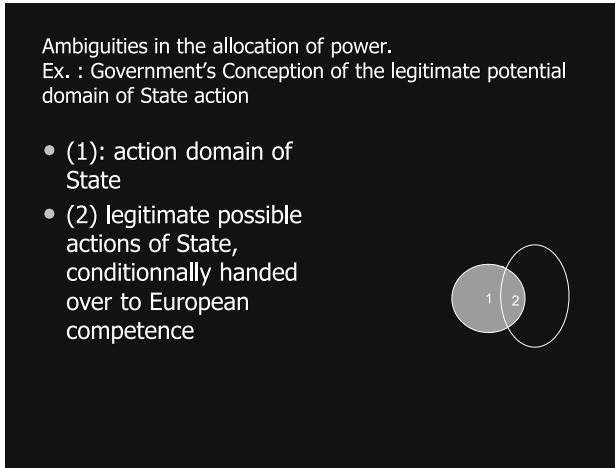 Ambiguities in the allocation of power.
Ex. : Government's Conception of the legitimate potential
domain of State action
• (1): action domain of
State
• (2) legitimate possible
actions of State,
conditionnally handed
over to European
competence
1 2